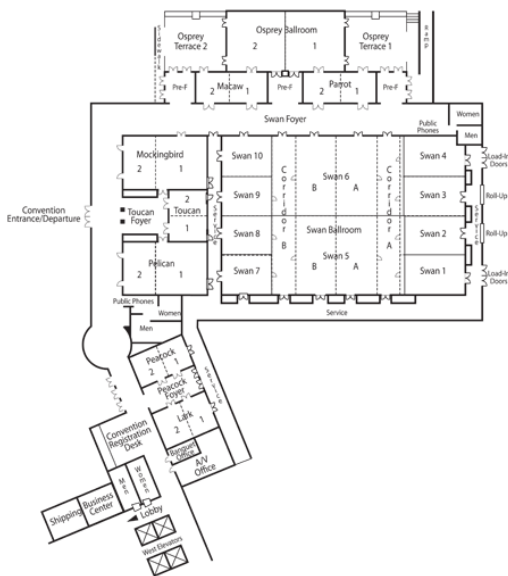 Osprey Ballroom
2 1
Osprey
Terrace 2
Osprey
Terrace 1
Ramp
Sidewalk
Pre-F
Macaw
2 1
Pre-F
Parrot
2 1
Pre-F
Swan Foyer
Public
Phones
Women
Men
Mockingbird
2 1
Swan 10
Swan 9
Swan 8
Swan 7
Corridor B
Swan 6
B A
Swan Ballroom
Swan 5
B A
Corridor A
Swan 4
Swan 3
Swan 2
Swan 1
Load-In
Doors
Roll-Up
Roll-Up
Load-In
Doors
Service
Convention
Entrance/Departure
Toucan
Foyer
2
Toucan
1
Service
Pelican
2 1
Public Phones
Women
Men
Service
Peacock
2 1
Peacock
Foyer
Service
Lark
2 1
Convention
Registration
Desk
Banquet
Office
A/V
Office
Men
Women
Shipping
Business
Center
Lobby
West Elevators